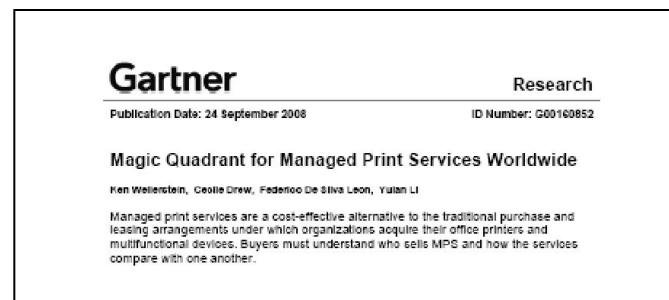 Gartner
Research
Publication Date: 24 September 2008
ID Number: G00160852
Magic Quadrant for Managed Print Services Worldwide
Ken Weilerstein, Cecile Drew, Federico De Silva Leon, Yulan Li
Managed print services are a cost-effective alternative to the traditional purchase and
leasing arrangements under which organizations acquire their office printers and
multifunctional devices. Buyers must understand who sells MPS and how the services
compare with one another.